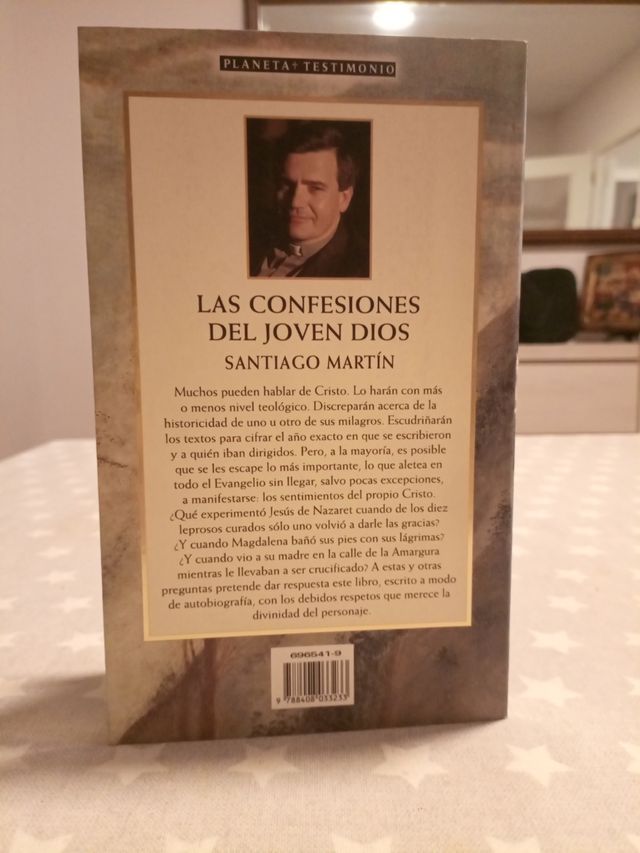 PLANETA✝TESTIMONIO
LAS CONFESIONES
DEL JOVEN DIOS
SANTIAGO MARTÍN
Muchos pueden hablar de Cristo. Lo harán con más
o menos nivel teológico. Discreparán acerca de la
historicidad de uno u otro de sus milagros. Escudriñarán
los textos para cifrar el año exacto en que se escribieron
y a quién iban dirigidos. Pero, a la mayoría, es posible
que se les escape lo más importante, lo que aletea en
todo el Evangelio sin llegar, salvo pocas excepciones,
a manifestarse: los sentimientos del propio Cristo.
¿Qué experimentó Jesús de Nazaret cuando de los diez
leprosos curados sólo uno volvió a darle las gracias?
¿Y cuando Magdalena bañó sus pies con sus lágrimas?
¿Y cuando vio a su madre en la calle de la Amargura
mientras le llevaban a ser crucificado? A estas y otras
preguntas pretende dar respuesta este libro, escrito a modo
de autobiografía, con los debidos respetos que merece la
divinidad del personaje.
696541-9
9 788408 033233